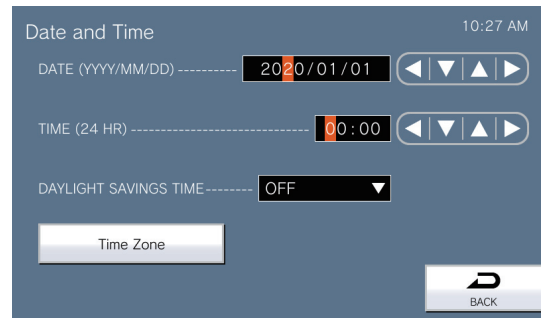 Date and Time 10:27 AM
DATE (YYYY/MM/DD) ---------- 2020/01/01
TIME (24 HR) ------------------------------ 00:00
DAYLIGHT SAVINGS TIME-------- OFF
Time Zone
BACK